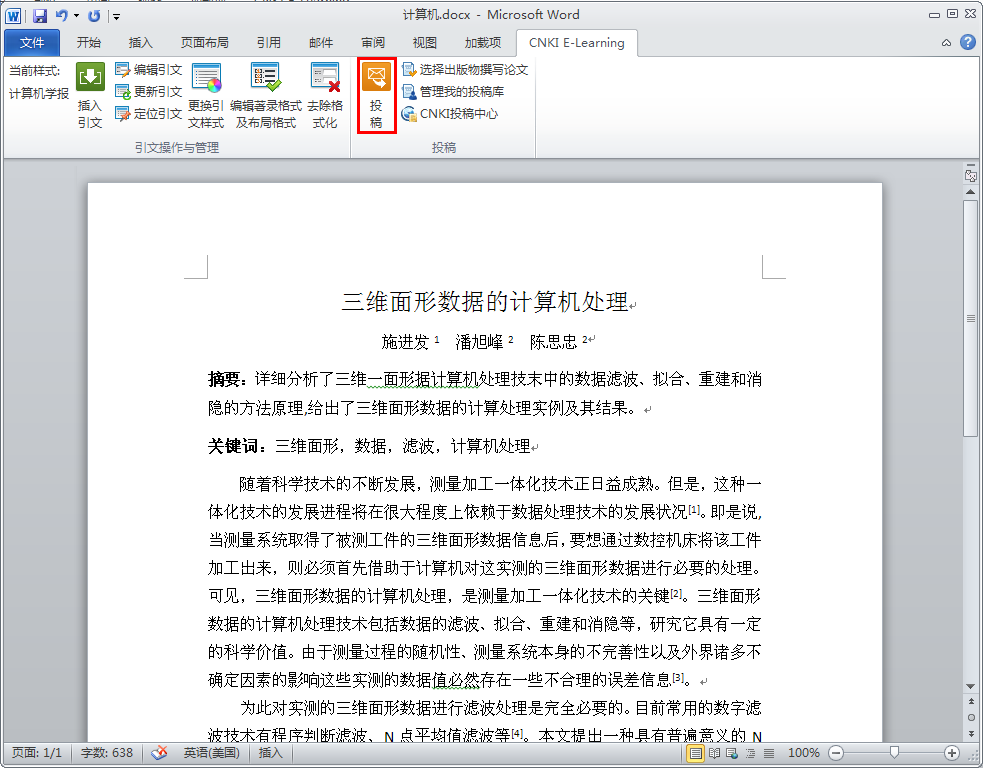 计算机.docx - Microsoft Word
文件 开始 插入 页面布局 引用 邮件 审阅 视图 加载项 CNKI E-Learning
当前样式:
计算机学报
插入
引文
编辑引文
更新引文
定位引文
更换引
文样式
编辑著录格式
及布局格式
去除格
式化
引文操作与管理
投
稿
选择出版物撰写论文
管理我的投稿库
CNKI投稿中心
投稿
三维面形数据的计算机处理
施进发 1 潘旭峰 2 陈思忠 2
摘要：详细分析了三维一面形据计算机处理技末中的数据滤波、拟合、重建和消
隐的方法原理,给出了三维面形数据的计算处理实例及其结果。
关键词：三维面形，数据，滤波，计算机处理
随着科学技术的不断发展，测量加工一体化技术正日益成熟。但是，这种一
体化技术的发展进程将在很大程度上依赖于数据处理技术的发展状况[1]。即是说,
当测量系统取得了被测工件的三维面形数据信息后，要想通过数控机床将该工件
加工出来，则必须首先借助于计算机对这实测的三维面形数据进行必要的处理。
可见，三维面形数据的计算机处理，是测量加工一体化技术的关键[2]。三维面形
数据的计算机处理技术包括数据的滤波、拟合、重建和消隐等，研究它具有一定
的科学价值。由于测量过程的随机性、测量系统本身的不完善性以及外界诸多不
确定因素的影响这些实测的数据值必然存在一些不合理的误差信息[3]。
为此对实测的三维面形数据进行滤波处理是完全必要的。目前常用的数字滤
波技术有程序判断滤波、N 点平均值滤波等[4]。本文提出一种具有普遍意义的 N
页面: 1/1 字数: 638 英语(美国) 插入 100%